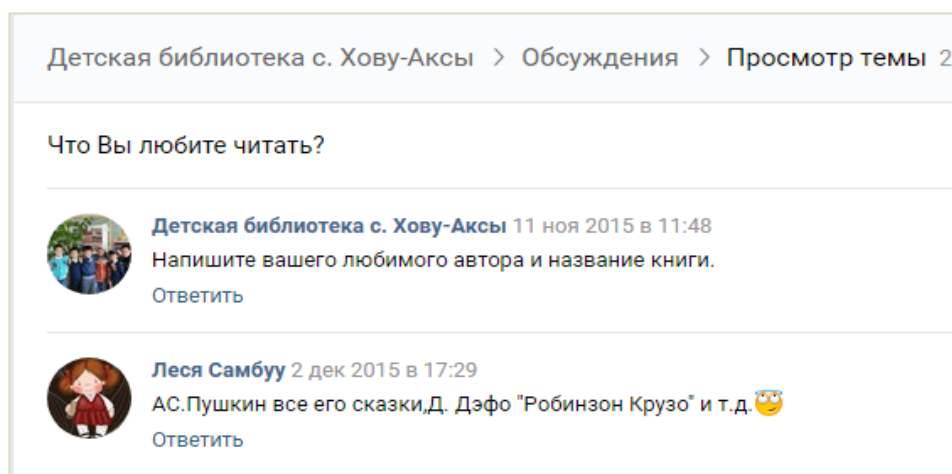 Детская библиотека с. Хову-Аксы > Обсуждения > Просмотр темы 2
Что Вы любите читать?
Детская библиотека с. Хову-Аксы 11 ноя 2015 в 11:48
Напишите вашего любимого автора и название книги.
Ответить
Леся Самбуу 2 дек 2015 в 17:29
АС.Пушкин все его сказки,Д. Дэфо "Робинзон Крузо" и т.д.😇
Ответить